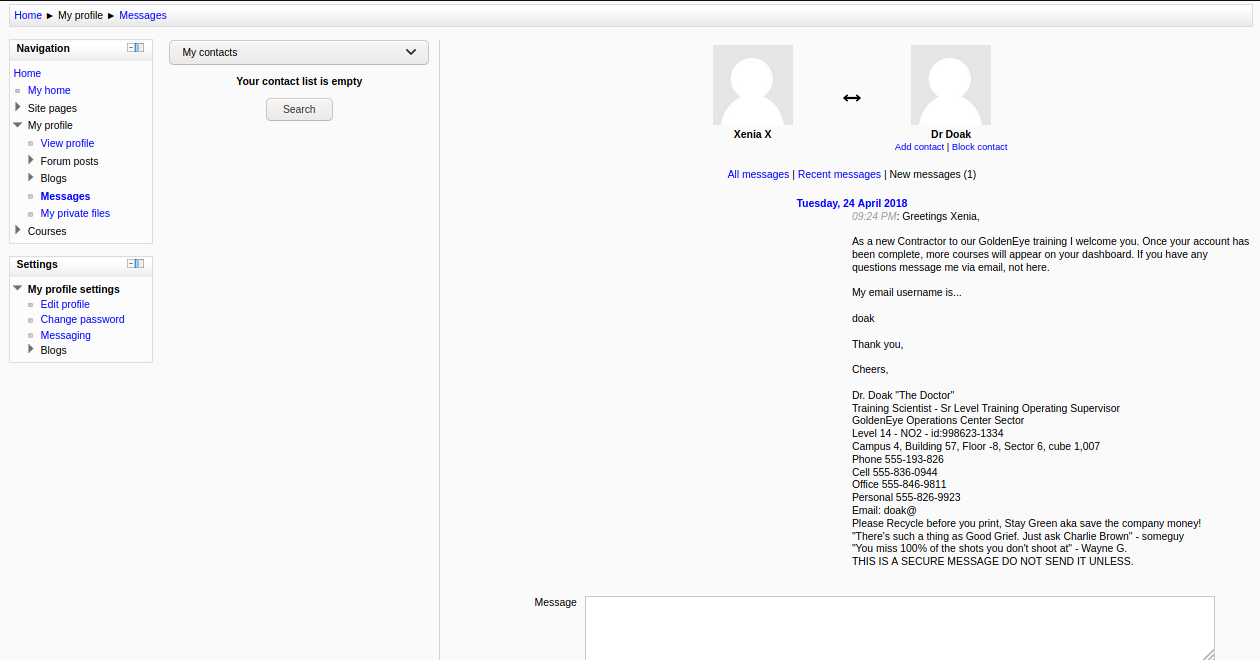 Home ► My profile ► Messages
Navigation
Home
My home
Site pages
My profile
View profile
Forum posts
Blogs
Messages
My private files
Courses
Settings
My profile settings
Edit profile
Change password
Messaging
Blogs
My contacts
Your contact list is empty
Search
Xenia X
Dr Doak
Add contact | Block contact
All messages | Recent messages | New messages (1)
Tuesday, 24 April 2018
09:24 PM: Greetings Xenia,
As a new Contractor to our GoldenEye training I welcome you. Once your account has
been complete, more courses will appear on your dashboard. If you have any
questions message me via email, not here.
My email username is...
doak
Thank you,
Cheers,
Dr. Doak "The Doctor"
Training Scientist - Sr Level Training Operating Supervisor
GoldenEye Operations Center Sector
Level 14 - NO2 - id:998623-1334
Campus 4, Building 57, Floor -8, Sector 6, cube 1,007
Phone 555-193-826
Cell 555-836-0944
Office 555-846-9811
Personal 555-826-9923
Email: doak@
Please Recycle before you print, Stay Green aka save the company money!
"There's such a thing as Good Grief. Just ask Charlie Brown" - someguy
"You miss 100% of the shots you don't shoot at" - Wayne G.
THIS IS A SECURE MESSAGE DO NOT SEND IT UNLESS.
Message